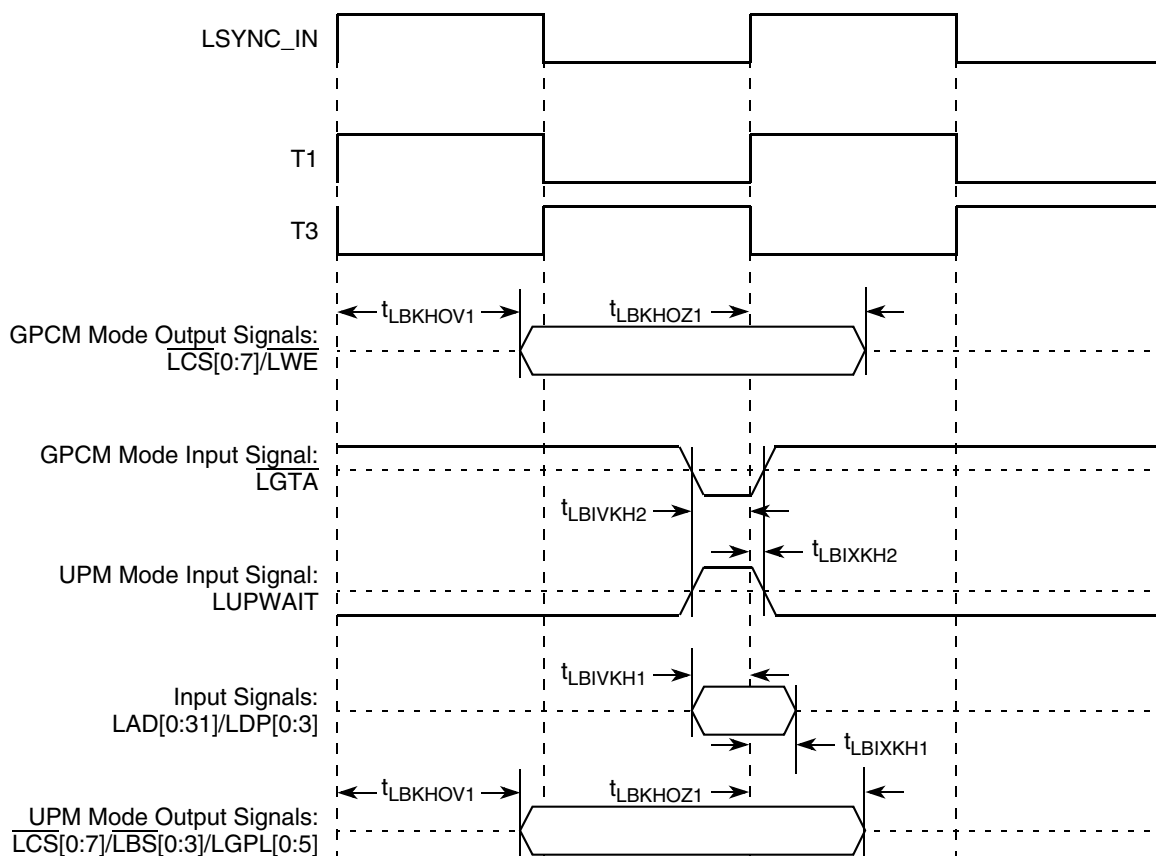 LSYNC_IN
T1
T3
tLBKHOV1
tLBKHOZ1
GPCM Mode Output Signals:
LCS[0:7]/LWE
GPCM Mode Input Signal:
LGTA
tLBIVKH2
tLBIXKH2
UPM Mode Input Signal:
LUPWAIT
tLBIVKH1
Input Signals:
LAD[0:31]/LDP[0:3]
tLBIXKH1
tLBKHOV1
tLBKHOZ1
UPM Mode Output Signals:
LCS[0:7]/LBS[0:3]/LGPL[0:5]